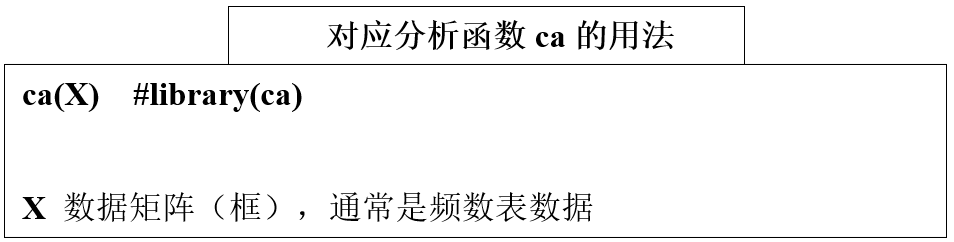 对应分析函数 ca 的用法
ca(X) #library(ca)
X 数据矩阵（框），通常是频数表数据